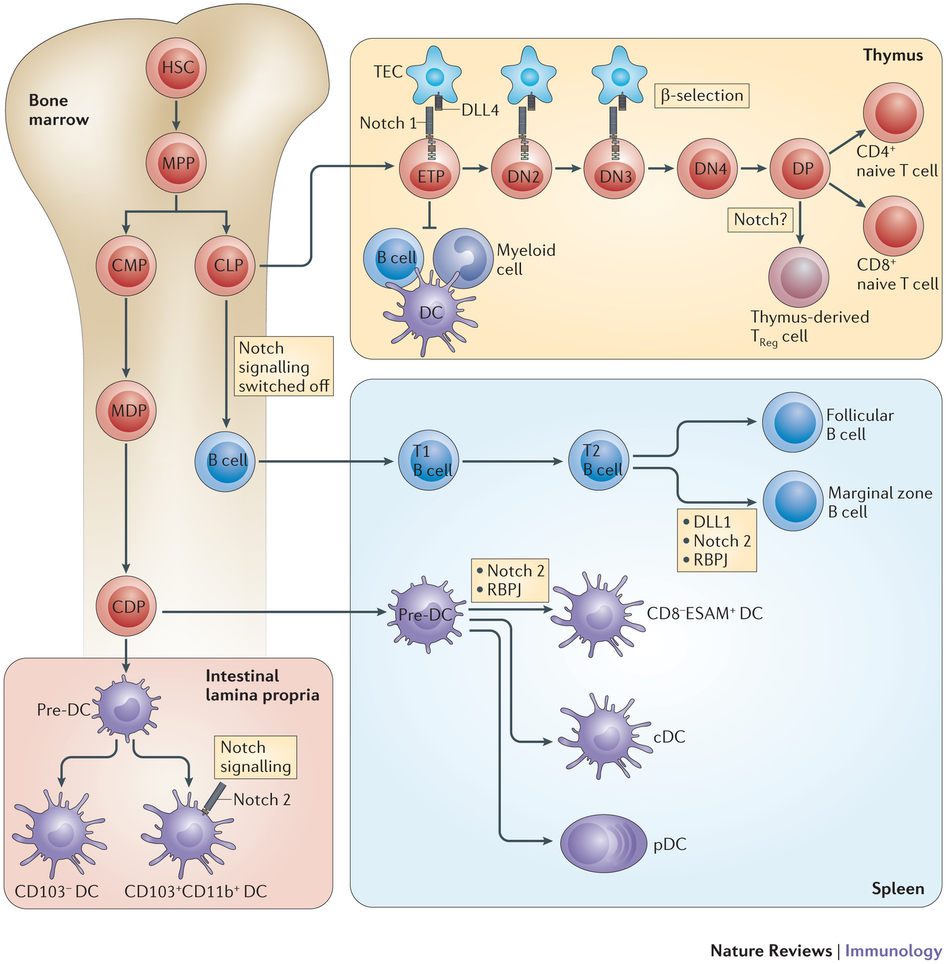 Bone
marrow
HSC
MPP
CMP
CLP
Notch
signalling
switched off
MDP
B cell
CDP
Thymus
TEC
DLL4
Notch 1
β-selection
ETP
DN2
DN3
DN4
DP
CD4⁺
naive T cell
CD8⁺
naive T cell
Notch?
Thymus-derived
T_Reg cell
B cell
Myeloid
cell
DC
T1
B cell
T2
B cell
Follicular
B cell
Marginal zone
B cell
• DLL1
• Notch 2
• RBPJ
Pre-DC
• Notch 2
• RBPJ
CD8⁻ESAM⁺ DC
cDC
pDC
Spleen
Intestinal
lamina propria
Pre-DC
Notch
signalling
Notch 2
CD103⁻ DC
CD103⁺CD11b⁺ DC
Nature Reviews | Immunology